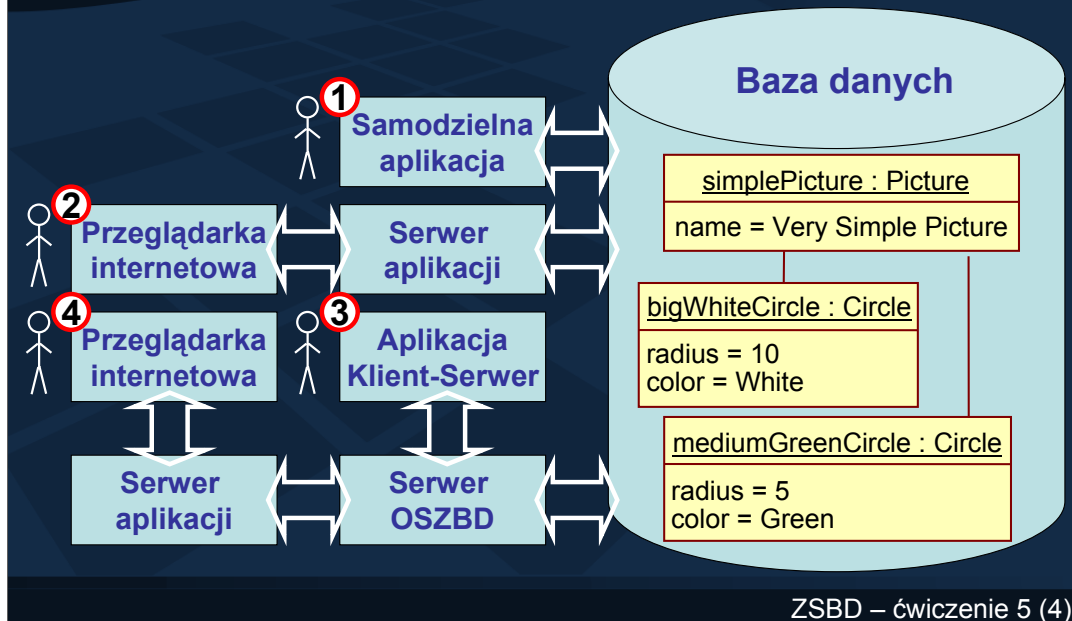 Baza danych
1
Samodzielna
aplikacja
2
Przeglądarka
internetowa
Serwer
aplikacji
4
Przeglądarka
internetowa
3
Aplikacja
Klient-Serwer
Serwer
aplikacji
Serwer
OSZBD
simplePicture : Picture
name = Very Simple Picture
bigWhiteCircle : Circle
radius = 10
color = White
mediumGreenCircle : Circle
radius = 5
color = Green
ZSBD – ćwiczenie 5 (4)